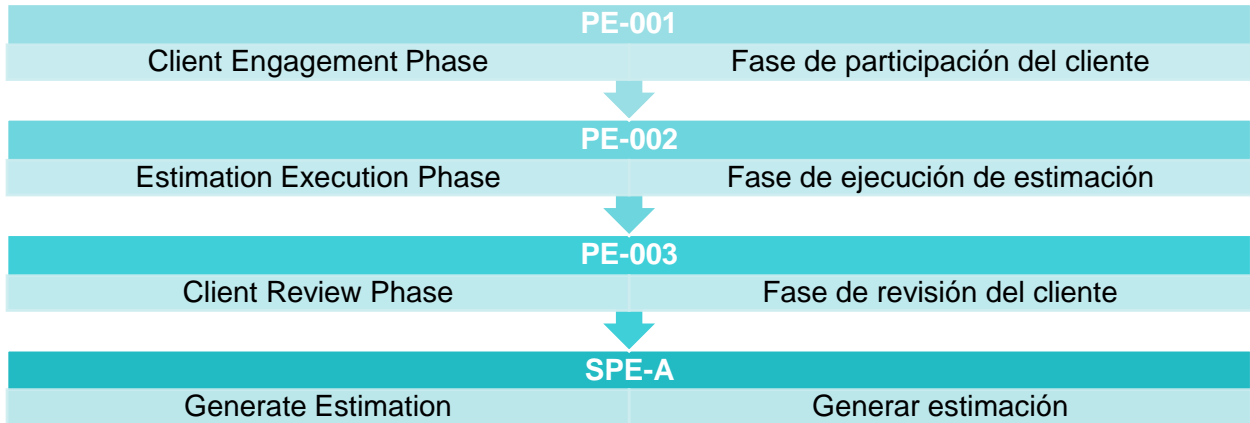 PE-001
Client Engagement Phase Fase de participación del cliente
PE-002
Estimation Execution Phase Fase de ejecución de estimación
PE-003
Client Review Phase Fase de revisión del cliente
SPE-A
Generate Estimation Generar estimación